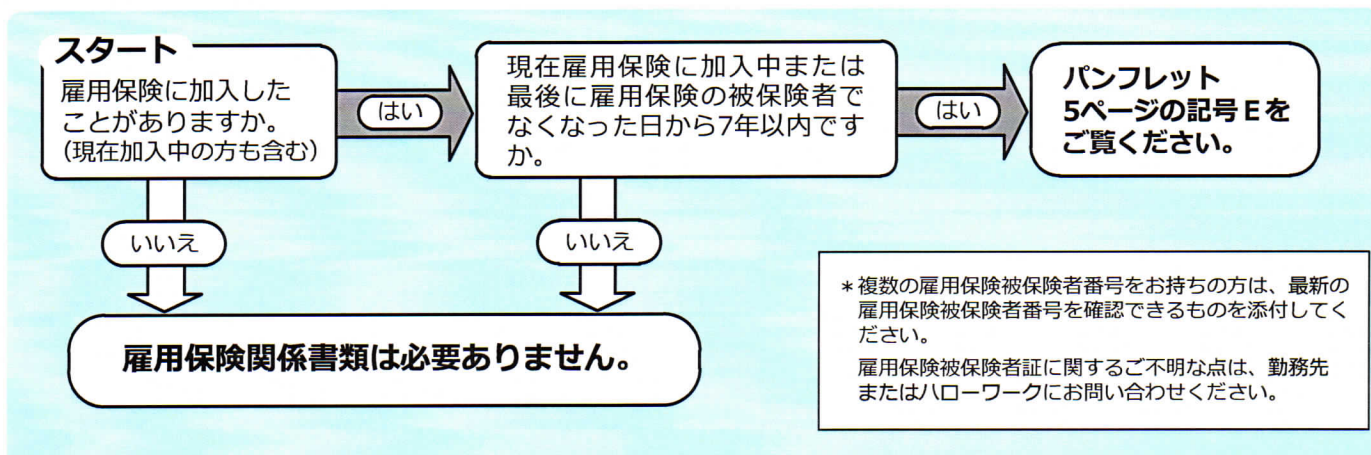 スタート
雇用保険に加入した
ことがありますか。
（現在加入中の方も含む）
はい
現在雇用保険に加入中または
最後に雇用保険の被保険者で
なくなった日から7年以内です
か。
はい
パンフレット
5ページの記号Eを
ご覧ください。
いいえ
いいえ
雇用保険関係書類は必要ありません。
＊複数の雇用保険被保険者番号をお持ちの方は、最新の
雇用保険被保険者番号を確認できるものを添付してく
ださい。
雇用保険被保険者証に関するご不明な点は、勤務先
またはハローワークにお問い合わせください。